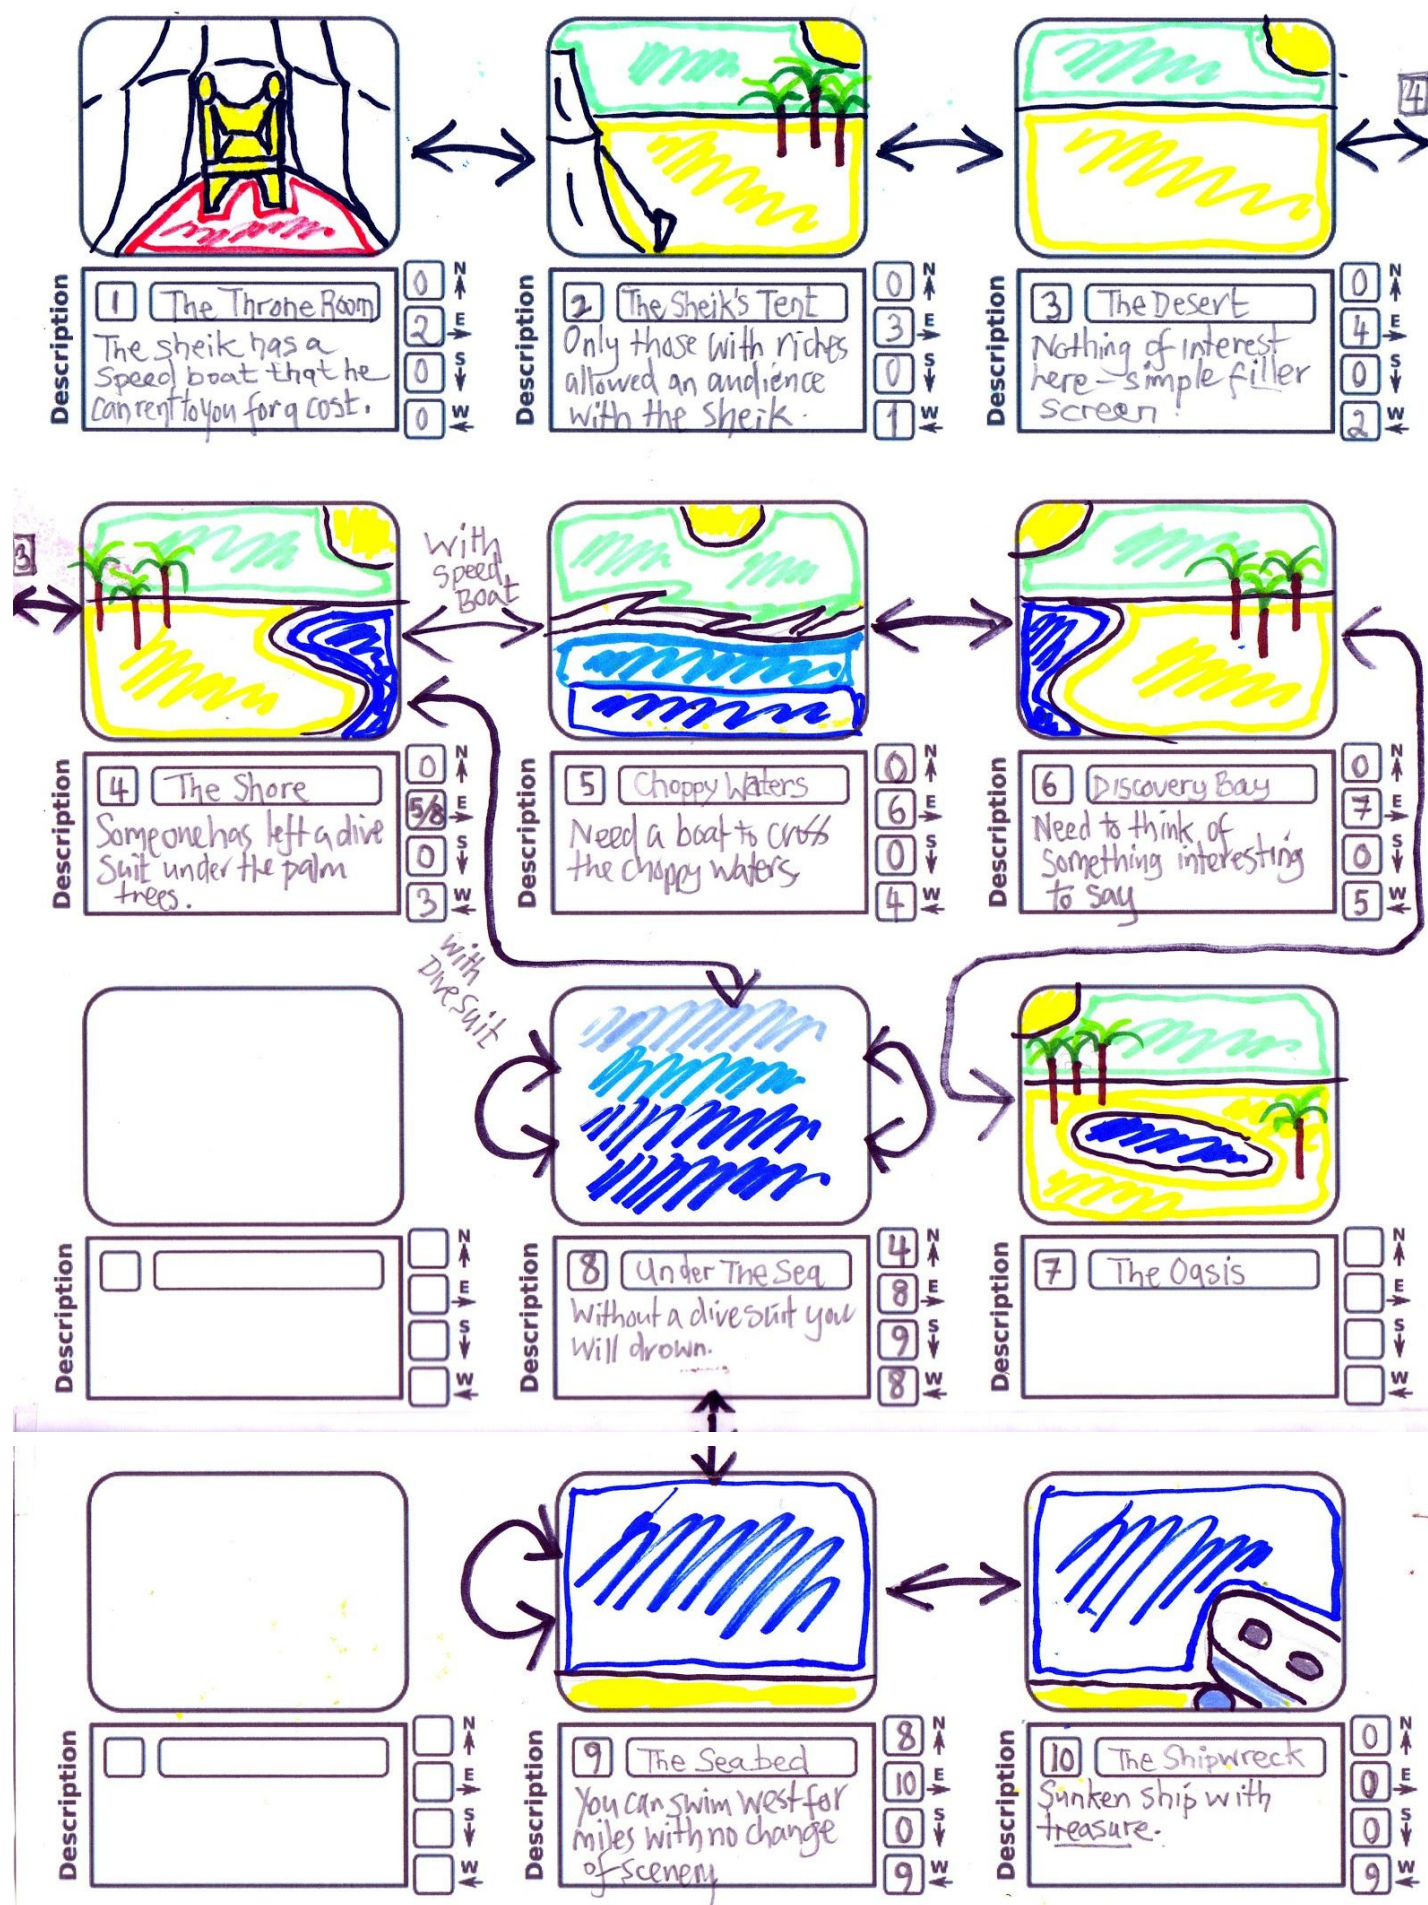 4
Description
1 The Throne Room
The sheik has a
speed boat that he
can rent to you for a cost.
0 N
2 E
0 S
0 W
Description
2 The Sheik's Tent
Only those with riches
allowed an audience
with the sheik.
0 N
3 E
0 S
1 W
Description
3 The Desert
Nothing of interest
here - simple filler
screen!
0 N
4 E
0 S
2 W
3
With
Speed
Boat
Description
4 The Shore
Someone has left a dive
suit under the palm
trees.
0 N
5/8 E
0 S
3 W
Description
5 Choppy Waters
Need a boat to cross
the choppy waters
0 N
6 E
0 S
4 W
Description
6 Discovery Bay
Need to think of
something interesting
to say
0 N
7 E
0 S
5 W
with
Dive Suit
Description
N
E
S
W
Description
8 Under The Sea
Without a dive suit you
will drown.
4 N
8 E
9 S
8 W
Description
7 The Oasis
N
E
S
W
Description
N
E
S
W
Description
9 The Seabed
You can swim west for
miles with no change
of scenery
8 N
10 E
0 S
9 W
Description
10 The Shipwreck
Sunken ship with
treasure.
0 N
0 E
0 S
9 W